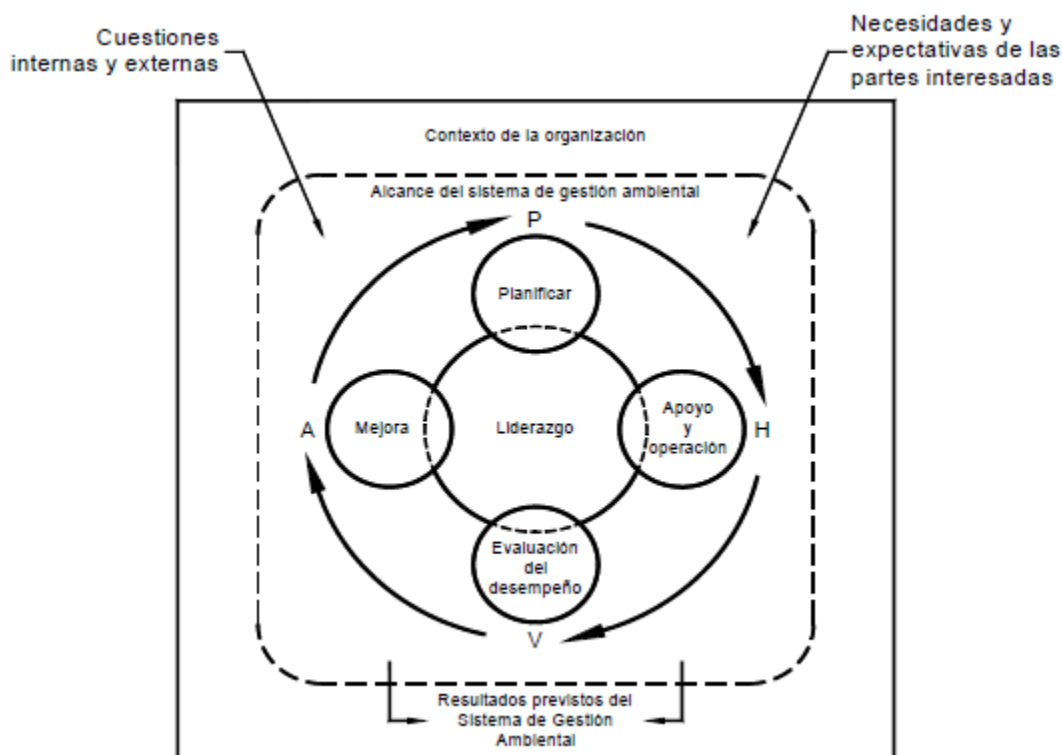 Cuestiones
internas y externas
Necesidades y
expectativas de las
partes interesadas
Contexto de la organización
Alcance del sistema de gestión ambiental
P
Planificar
A
Mejora
Liderazgo
Apoyo
y
operación
H
Evaluación
del
desempeño
V
Resultados previstos del
Sistema de Gestión
Ambiental